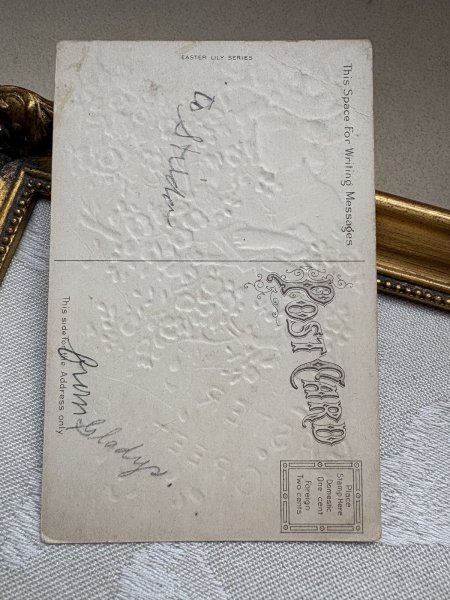 EASTER LILY SERIES
This Space For Writing Messages
to
POST CARD
This side for the Address only
from Gladys.
Place
Stamp Here
Domestic
One cent
Foreign
Two cents